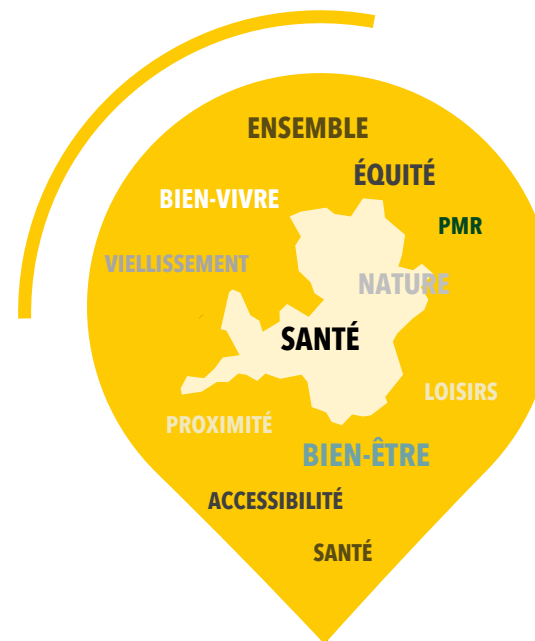 ENSEMBLE
ÉQUITÉ
BIEN-VIVRE
PMR
VIELLISSEMENT
NATURE
SANTÉ
LOISIRS
PROXIMITÉ
BIEN-ÊTRE
ACCESSIBILITÉ
SANTÉ